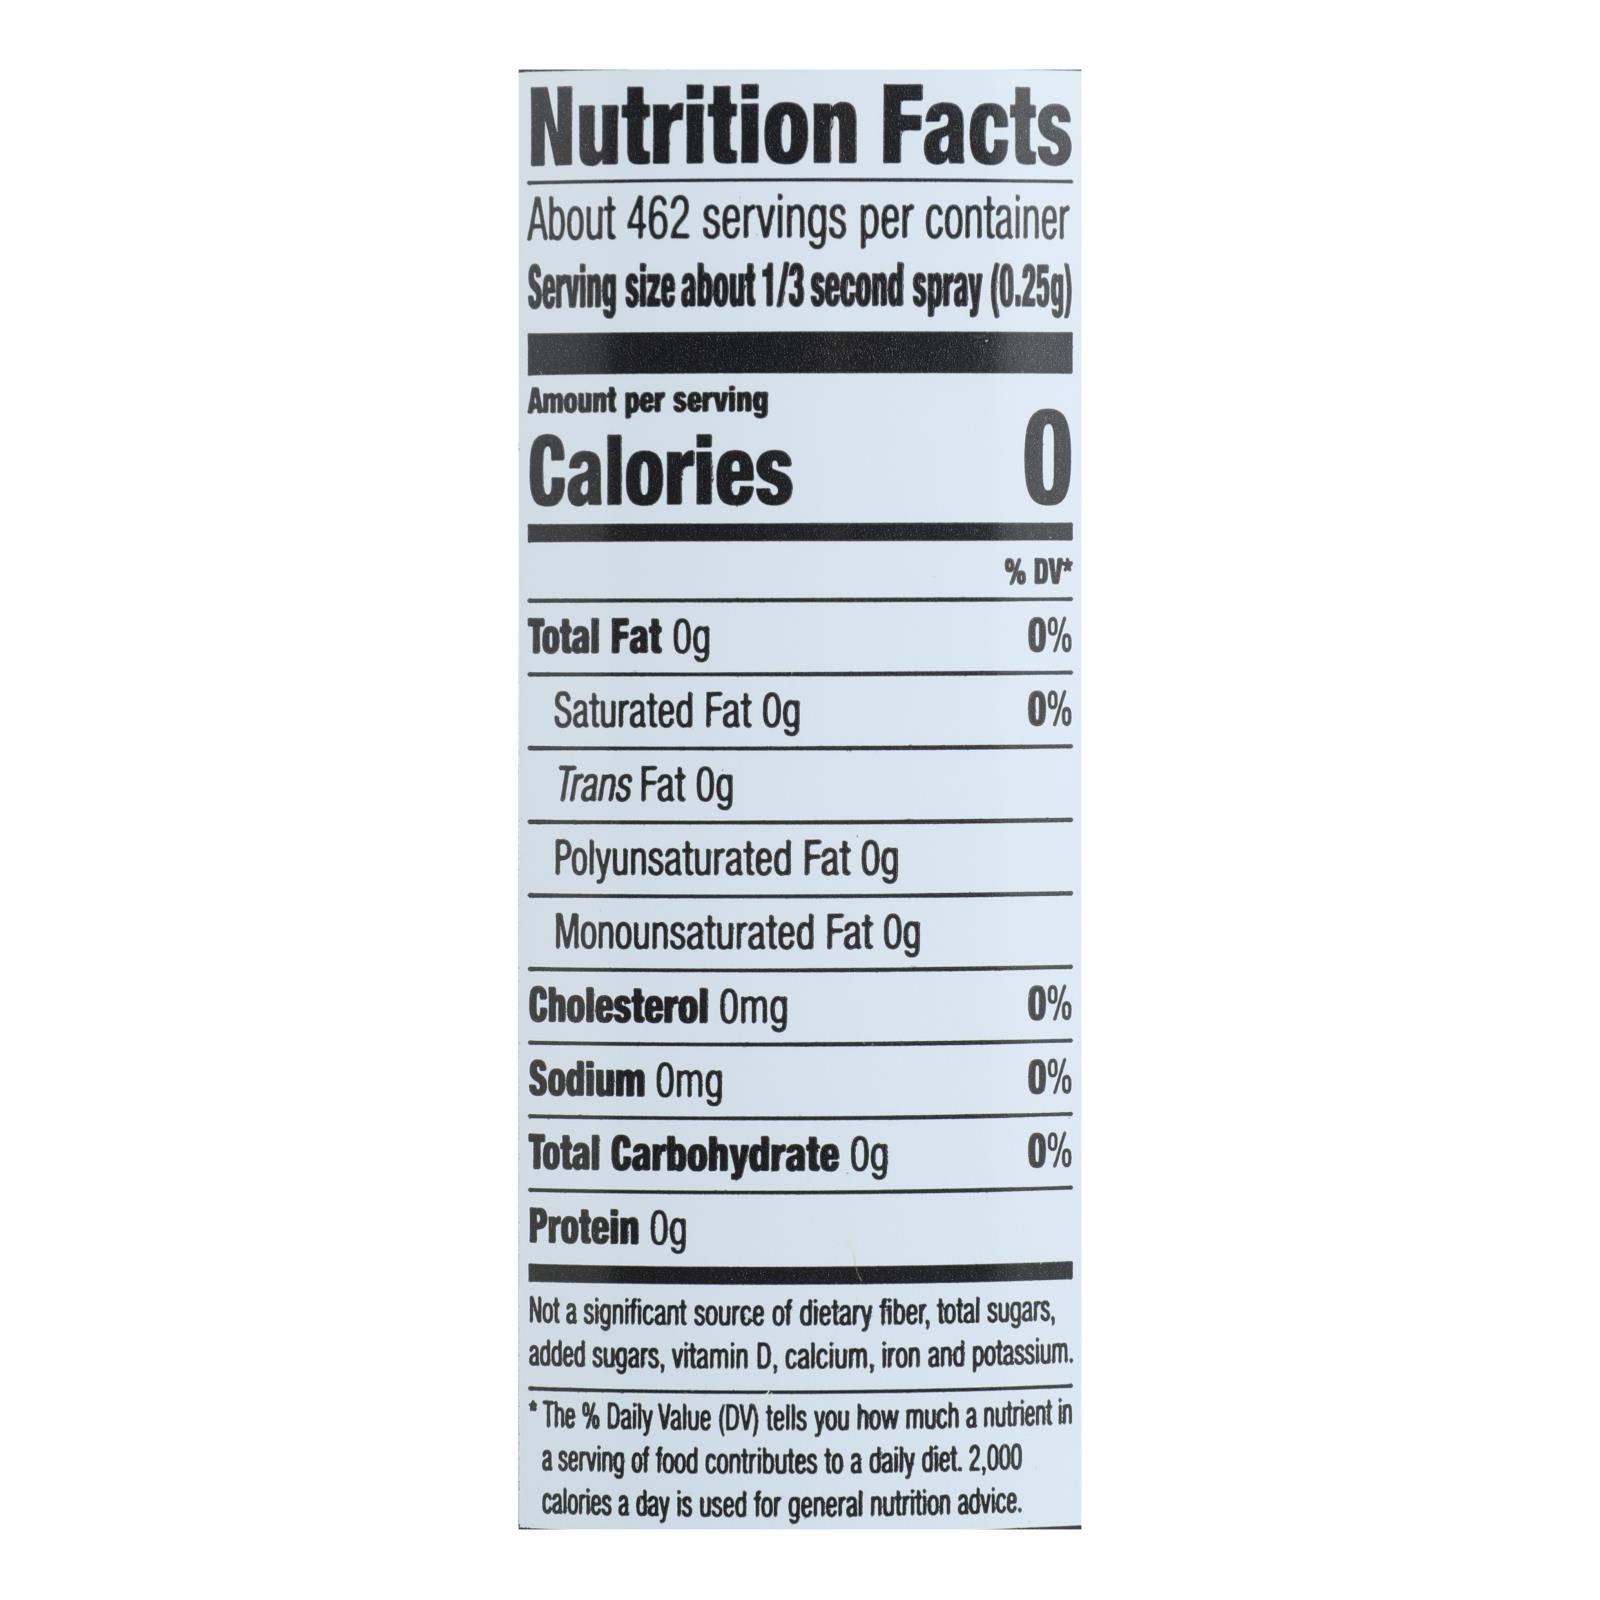 Nutrition Facts
About 462 servings per container
Serving size about 1/3 second spray (0.25g)
Amount per serving
Calories 0
% DV*
Total Fat 0g 0%
Saturated Fat 0g 0%
Trans Fat 0g
Polyunsaturated Fat 0g
Monounsaturated Fat 0g
Cholesterol 0mg 0%
Sodium 0mg 0%
Total Carbohydrate 0g 0%
Protein 0g
Not a significant source of dietary fiber, total sugars,
added sugars, vitamin D, calcium, iron and potassium.
* The % Daily Value (DV) tells you how much a nutrient in
a serving of food contributes to a daily diet. 2,000
calories a day is used for general nutrition advice.